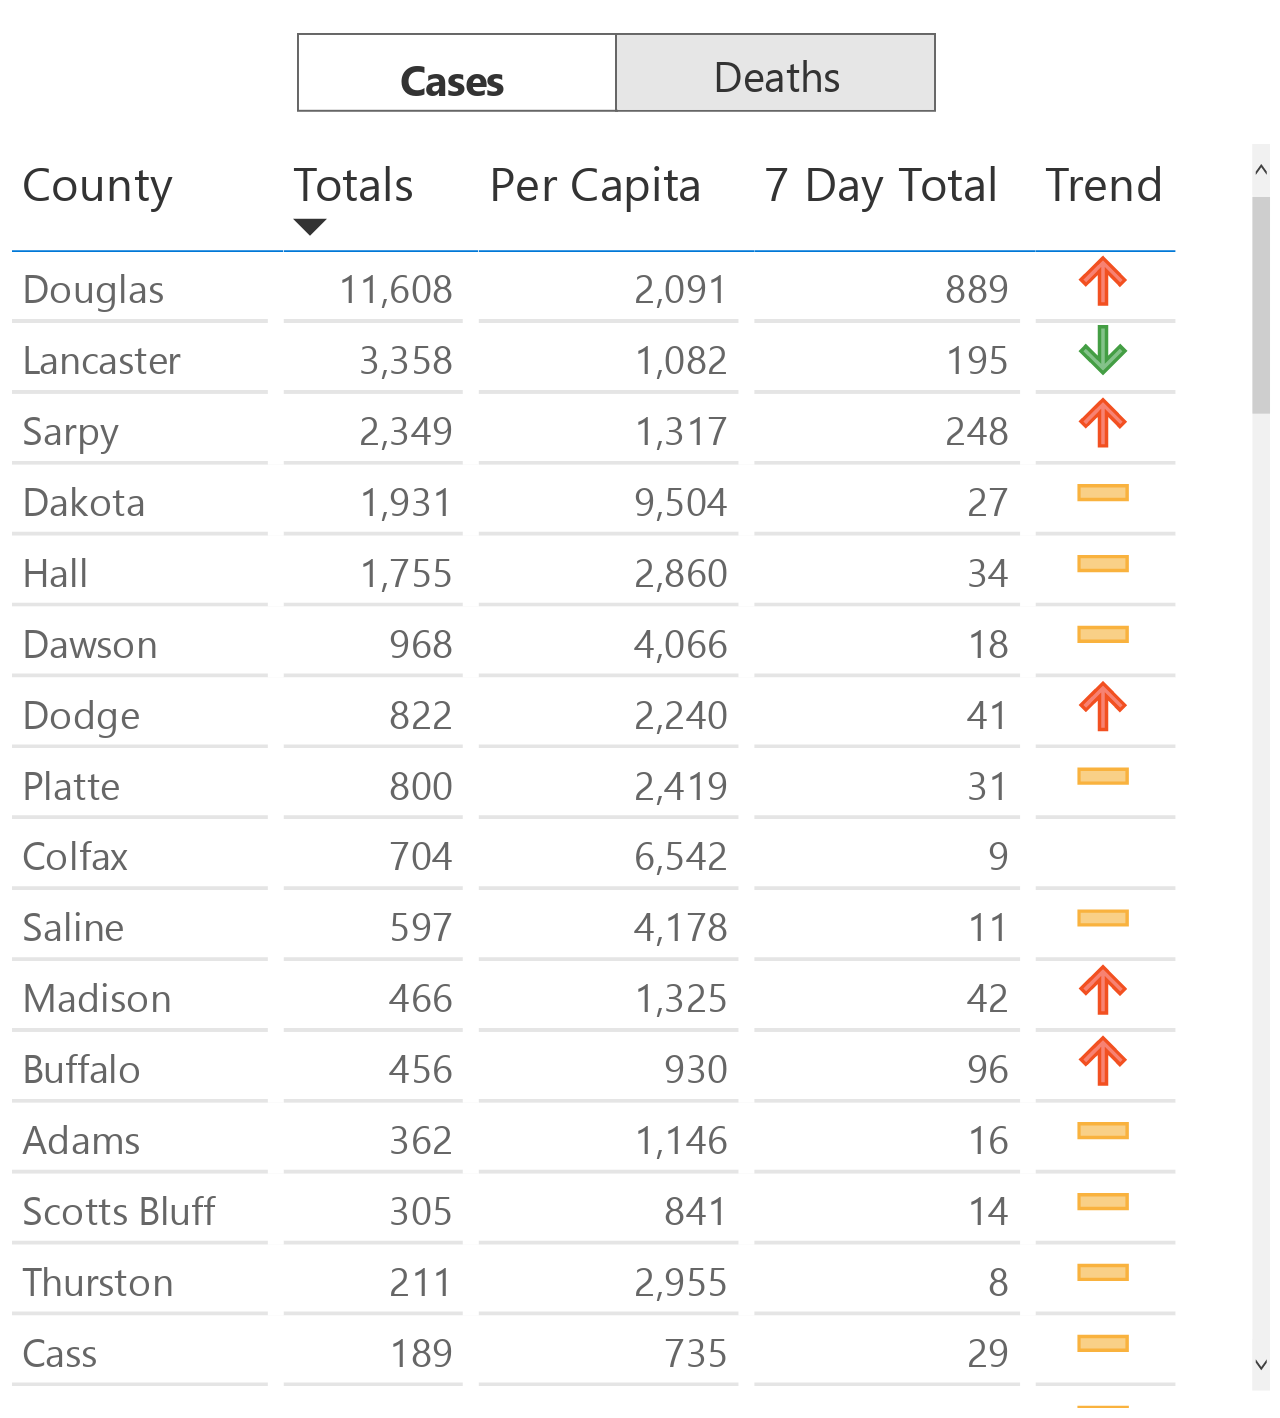 Cases Deaths
County Totals Per Capita 7 Day Total Trend
Douglas 11,608 2,091 889
Lancaster 3,358 1,082 195
Sarpy 2,349 1,317 248
Dakota 1,931 9,504 27
Hall 1,755 2,860 34
Dawson 968 4,066 18
Dodge 822 2,240 41
Platte 800 2,419 31
Colfax 704 6,542 9
Saline 597 4,178 11
Madison 466 1,325 42
Buffalo 456 930 96
Adams 362 1,146 16
Scotts Bluff 305 841 14
Thurston 211 2,955 8
Cass 189 735 29